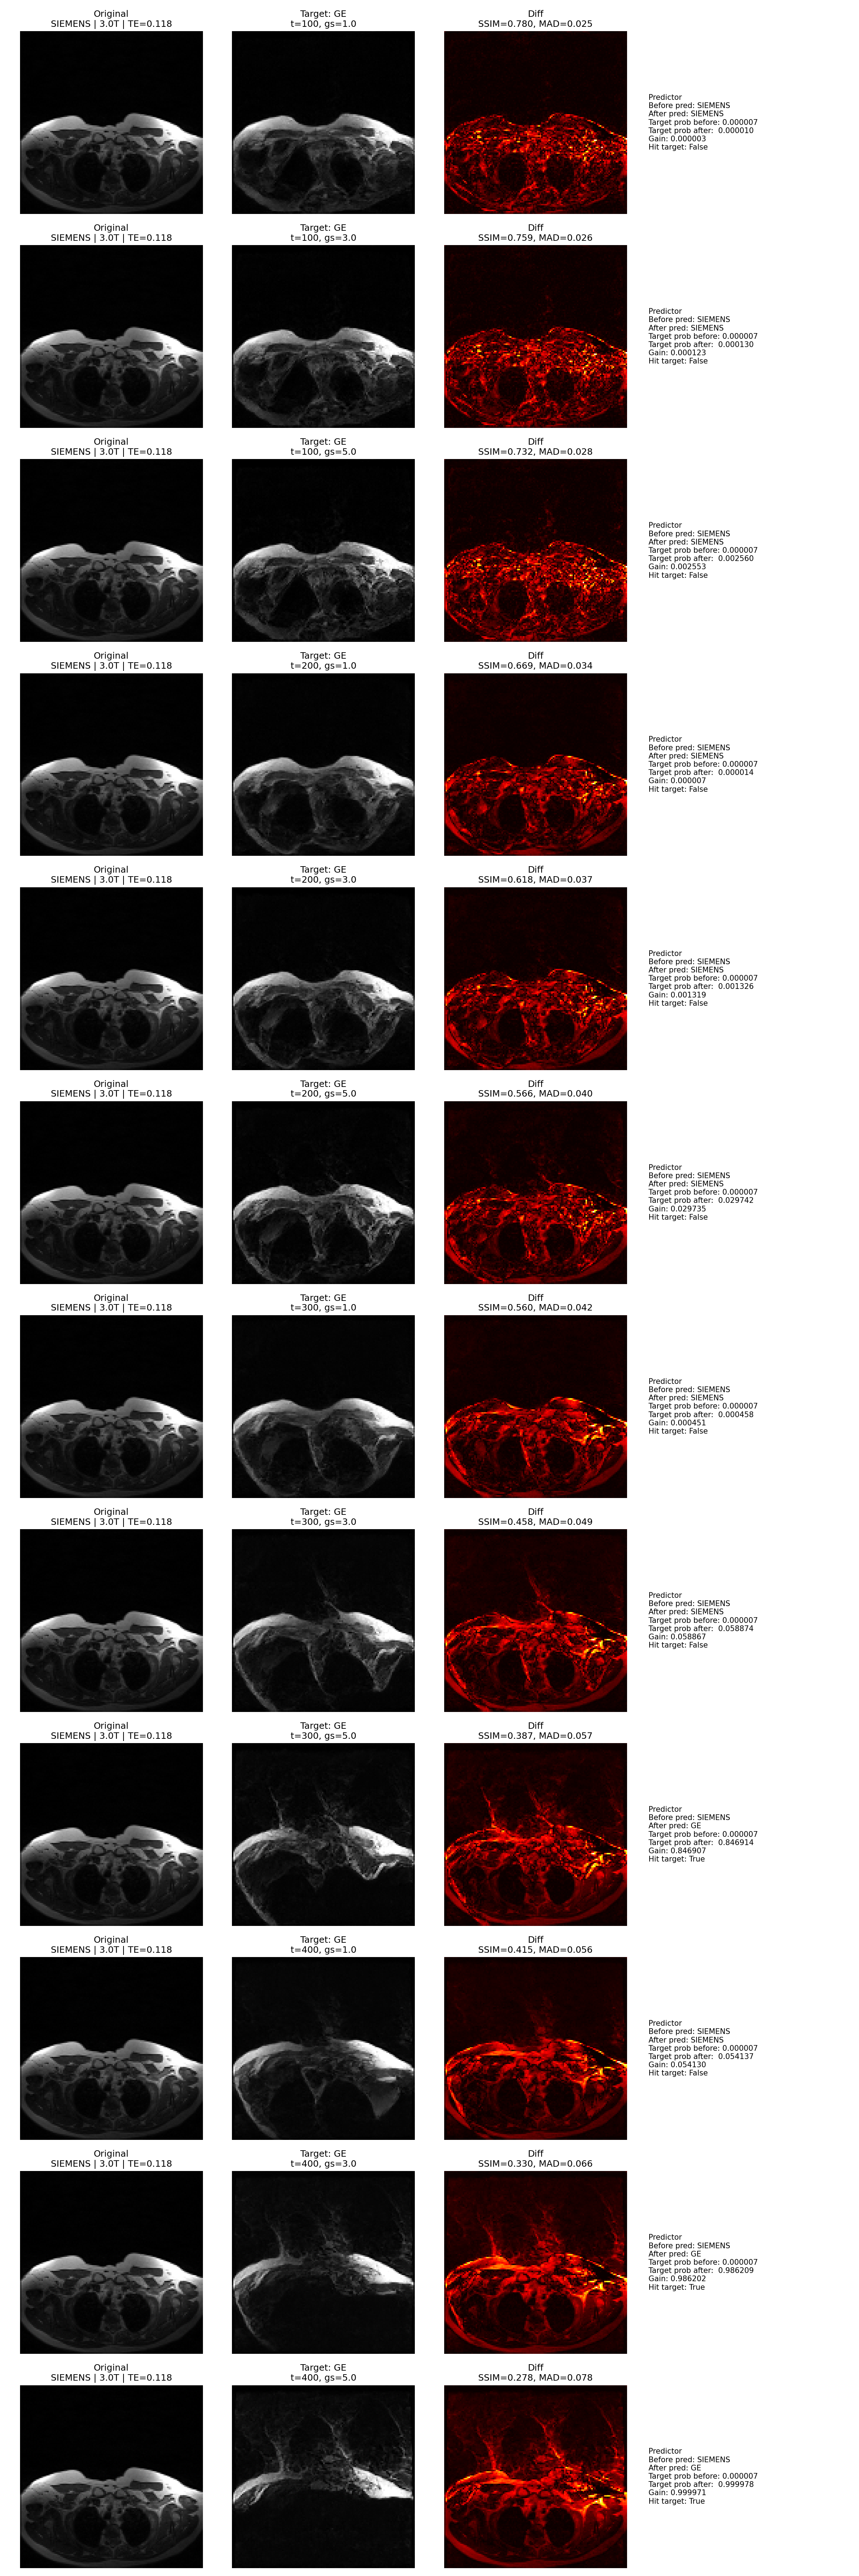 Original
SIEMENS | 3.0T | TE=0.118
Target: GE
t=100, gs=1.0
Diff
SSIM=0.780, MAD=0.025
Predictor
Before pred: SIEMENS
After pred: SIEMENS
Target prob before: 0.000007
Target prob after:  0.000010
Gain: 0.000003
Hit target: False
Original
SIEMENS | 3.0T | TE=0.118
Target: GE
t=100, gs=3.0
Diff
SSIM=0.759, MAD=0.026
Predictor
Before pred: SIEMENS
After pred: SIEMENS
Target prob before: 0.000007
Target prob after:  0.000130
Gain: 0.000123
Hit target: False
Original
SIEMENS | 3.0T | TE=0.118
Target: GE
t=100, gs=5.0
Diff
SSIM=0.732, MAD=0.028
Predictor
Before pred: SIEMENS
After pred: SIEMENS
Target prob before: 0.000007
Target prob after:  0.002560
Gain: 0.002553
Hit target: False
Original
SIEMENS | 3.0T | TE=0.118
Target: GE
t=200, gs=1.0
Diff
SSIM=0.669, MAD=0.034
Predictor
Before pred: SIEMENS
After pred: SIEMENS
Target prob before: 0.000007
Target prob after:  0.000014
Gain: 0.000007
Hit target: False
Original
SIEMENS | 3.0T | TE=0.118
Target: GE
t=200, gs=3.0
Diff
SSIM=0.618, MAD=0.037
Predictor
Before pred: SIEMENS
After pred: SIEMENS
Target prob before: 0.000007
Target prob after:  0.001326
Gain: 0.001319
Hit target: False
Original
SIEMENS | 3.0T | TE=0.118
Target: GE
t=200, gs=5.0
Diff
SSIM=0.566, MAD=0.040
Predictor
Before pred: SIEMENS
After pred: SIEMENS
Target prob before: 0.000007
Target prob after:  0.029742
Gain: 0.029735
Hit target: False
Original
SIEMENS | 3.0T | TE=0.118
Target: GE
t=300, gs=1.0
Diff
SSIM=0.560, MAD=0.042
Predictor
Before pred: SIEMENS
After pred: SIEMENS
Target prob before: 0.000007
Target prob after:  0.000458
Gain: 0.000451
Hit target: False
Original
SIEMENS | 3.0T | TE=0.118
Target: GE
t=300, gs=3.0
Diff
SSIM=0.458, MAD=0.049
Predictor
Before pred: SIEMENS
After pred: SIEMENS
Target prob before: 0.000007
Target prob after:  0.058874
Gain: 0.058867
Hit target: False
Original
SIEMENS | 3.0T | TE=0.118
Target: GE
t=300, gs=5.0
Diff
SSIM=0.387, MAD=0.057
Predictor
Before pred: SIEMENS
After pred: GE
Target prob before: 0.000007
Target prob after:  0.846914
Gain: 0.846907
Hit target: True
Original
SIEMENS | 3.0T | TE=0.118
Target: GE
t=400, gs=1.0
Diff
SSIM=0.415, MAD=0.056
Predictor
Before pred: SIEMENS
After pred: SIEMENS
Target prob before: 0.000007
Target prob after:  0.054137
Gain: 0.054130
Hit target: False
Original
SIEMENS | 3.0T | TE=0.118
Target: GE
t=400, gs=3.0
Diff
SSIM=0.330, MAD=0.066
Predictor
Before pred: SIEMENS
After pred: GE
Target prob before: 0.000007
Target prob after:  0.986209
Gain: 0.986202
Hit target: True
Original
SIEMENS | 3.0T | TE=0.118
Target: GE
t=400, gs=5.0
Diff
SSIM=0.278, MAD=0.078
Predictor
Before pred: SIEMENS
After pred: GE
Target prob before: 0.000007
Target prob after:  0.999978
Gain: 0.999971
Hit target: True